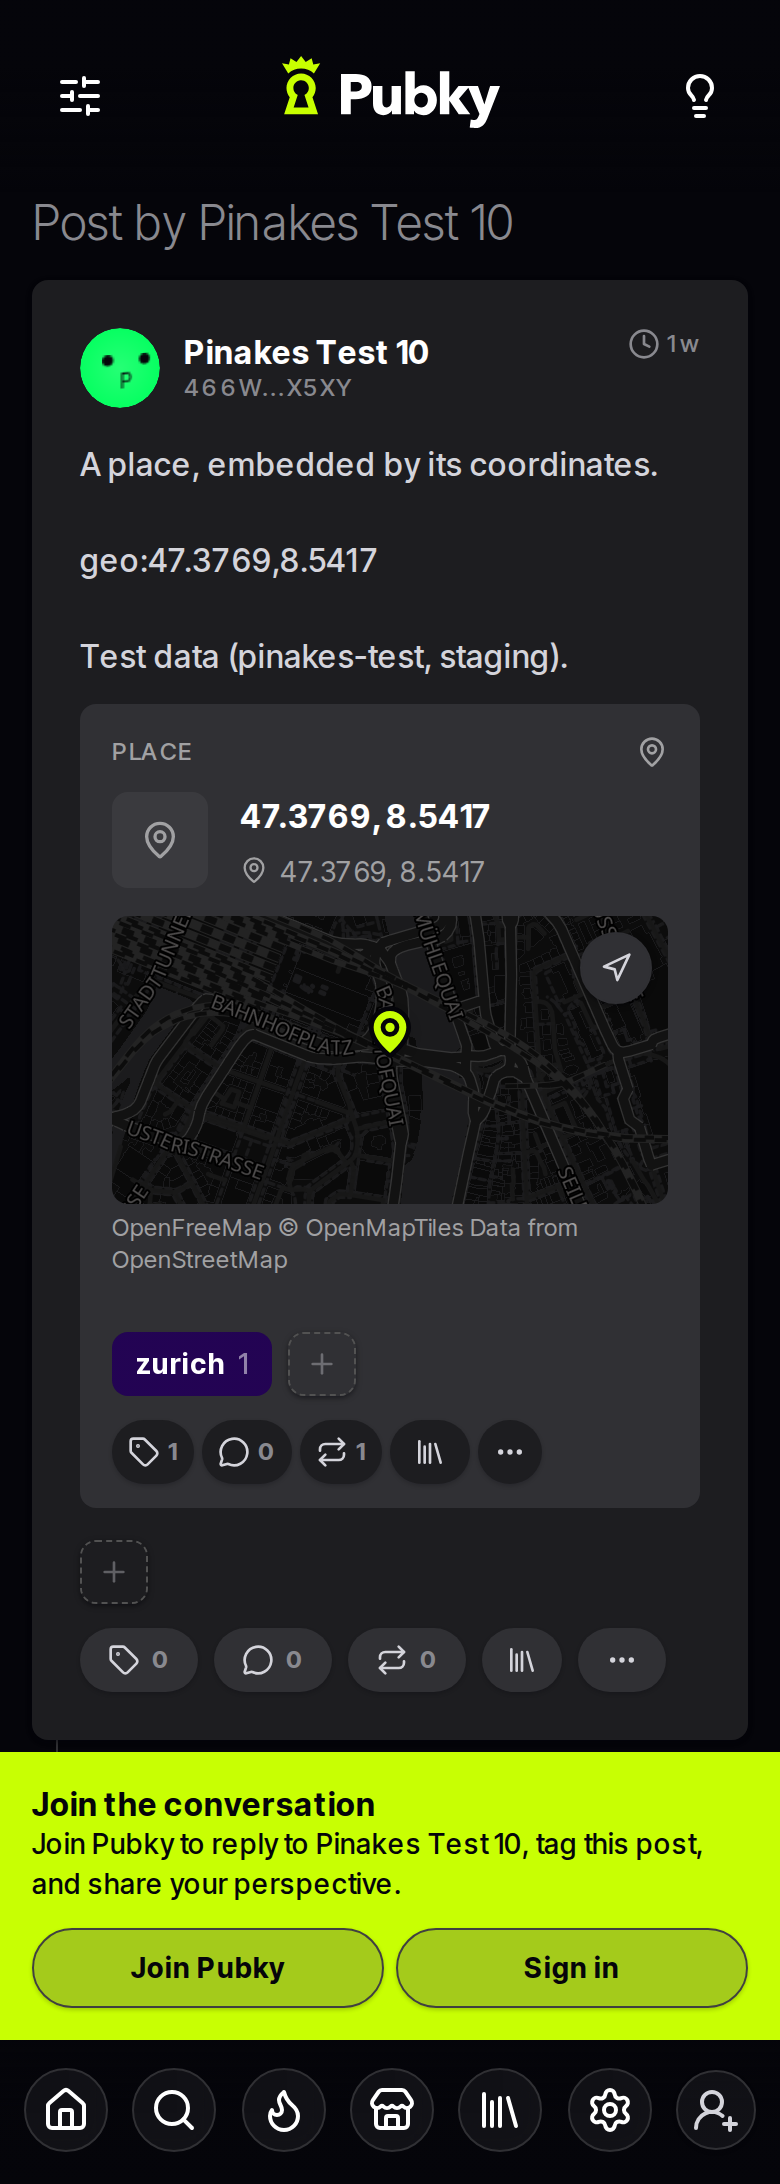 Pubky
Post by Pinakes Test 10
Pinakes Test 10
1w
466W...X5XY
A place, embedded by its coordinates.
geo:47.3769,8.5417
Test data (pinakes-test, staging).
PLACE
47.3769, 8.5417
47.3769, 8.5417
STADTTUNNEL
MÜHLEQUAI
BAHNHOFPLATZ
USTERISTRASSE
OpenFreeMap © OpenMapTiles Data from
OpenStreetMap
zurich 1
1 0 1
0 0 0
Join the conversation
Join Pubky to reply to Pinakes Test 10, tag this post,
and share your perspective.
Join Pubky Sign in